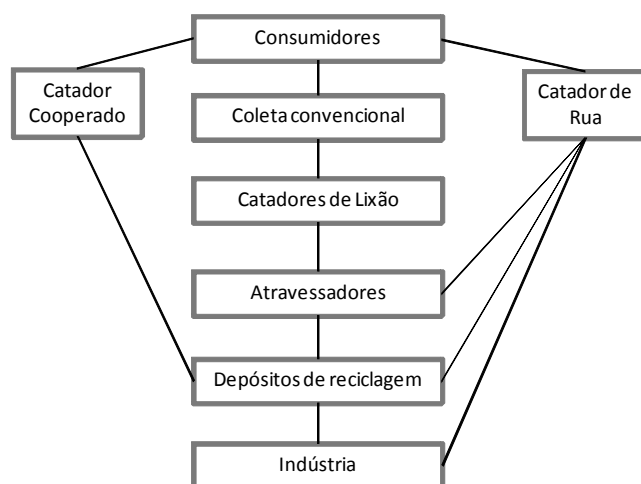 Consumidores
Catador
Cooperado
Catador de
Rua
Coleta convencional
Catadores de Lixão
Atravessadores
Depósitos de reciclagem
Indústria